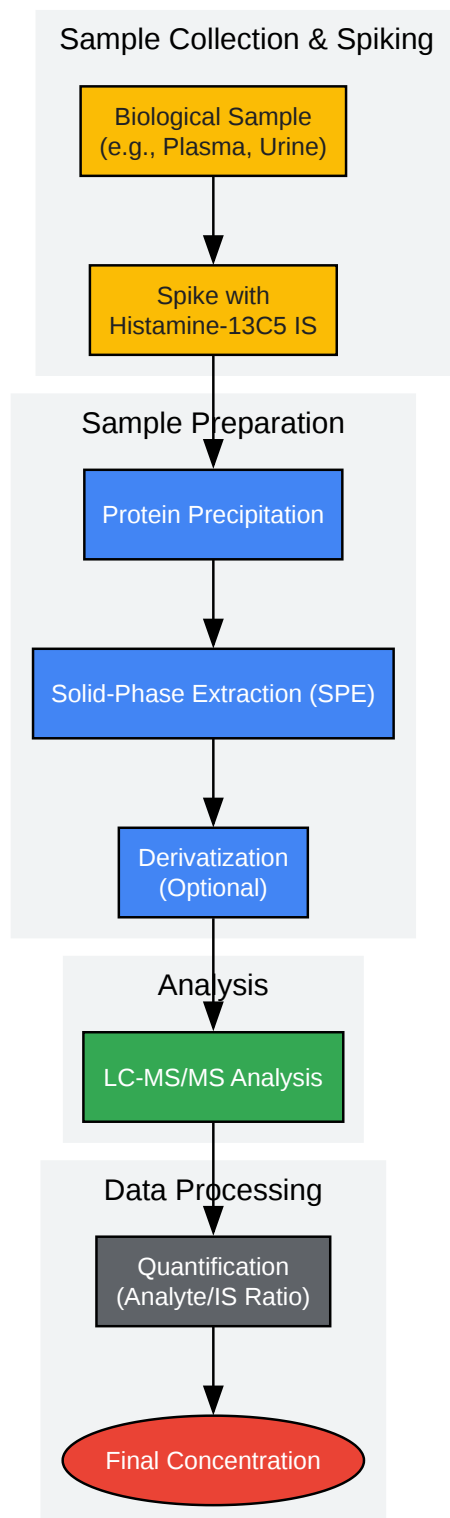 Sample Collection & Spiking
Biological Sample
(e.g., Plasma, Urine)
Spike with
Histamine-13C5 IS
Sample Preparation
Protein Precipitation
Solid-Phase Extraction (SPE)
Derivatization
(Optional)
Analysis
LC-MS/MS Analysis
Data Processing
Quantification
(Analyte/IS Ratio)
Final Concentration